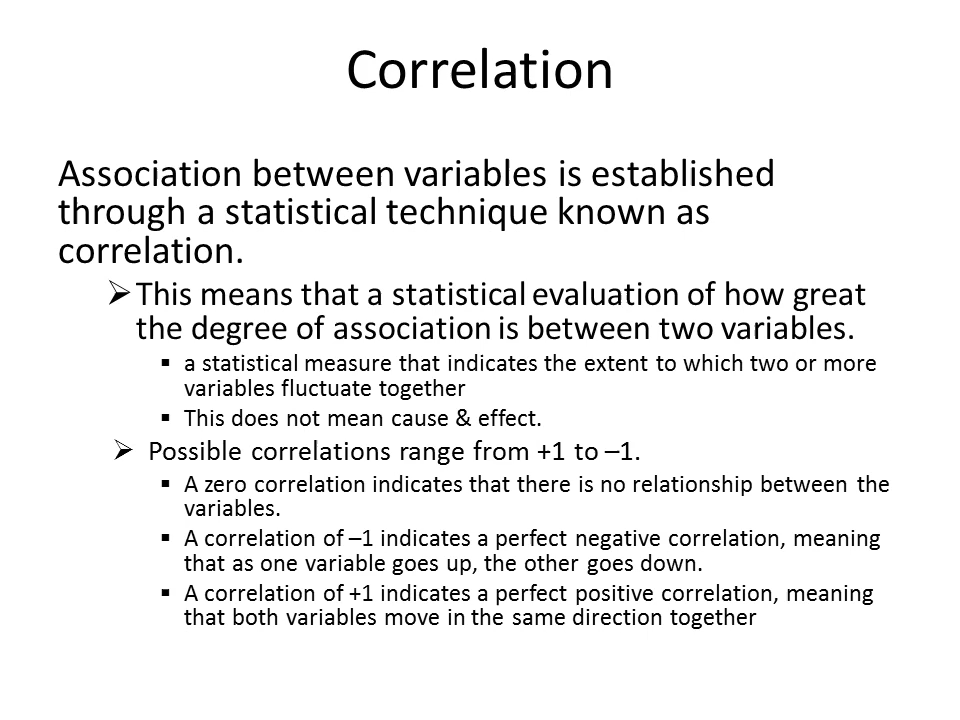 Correlation
Association between variables is established
through a statistical technique known as
correlation.
➢ This means that a statistical evaluation of how great
the degree of association is between two variables.
▪ a statistical measure that indicates the extent to which two or more
variables fluctuate together
▪ This does not mean cause & effect.
➢ Possible correlations range from +1 to –1.
▪ A zero correlation indicates that there is no relationship between the
variables.
▪ A correlation of –1 indicates a perfect negative correlation, meaning
that as one variable goes up, the other goes down.
▪ A correlation of +1 indicates a perfect positive correlation, meaning
that both variables move in the same direction together